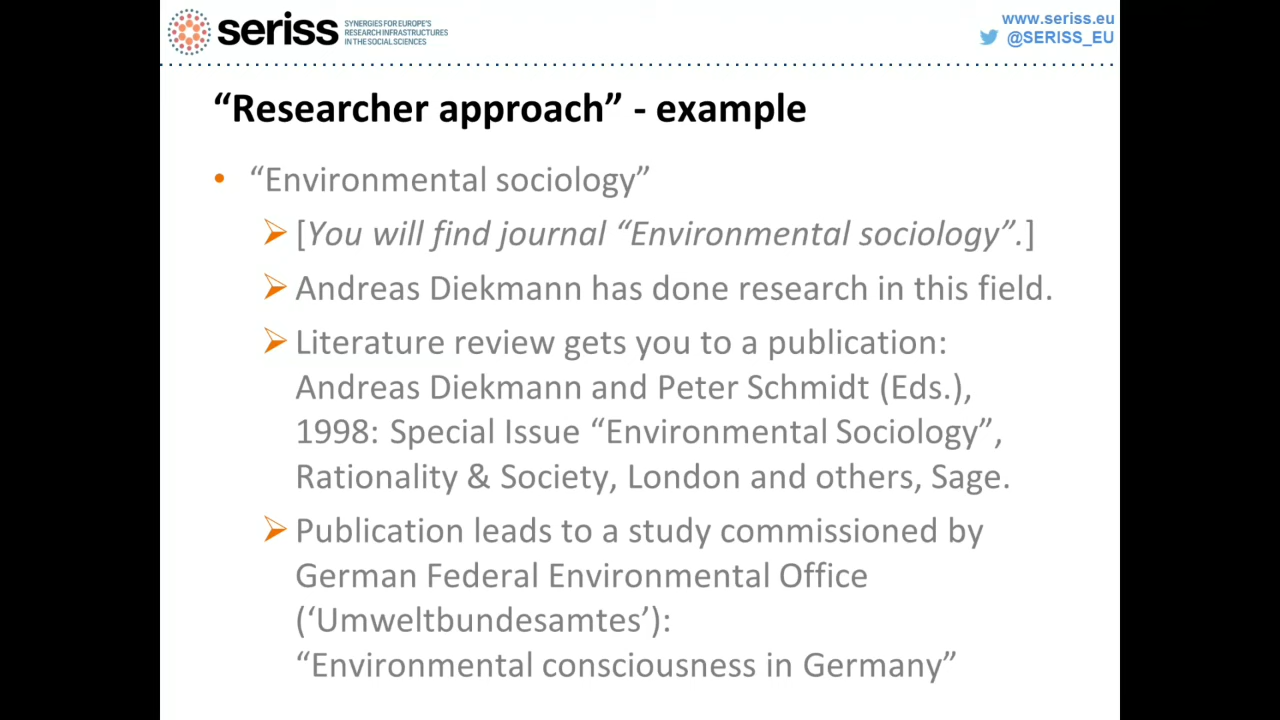 seriss
SYNERGIES FOR EUROPE'S
RESEARCH INFRASTRUCTURES
IN THE SOCIAL SCIENCES
www.seriss.eu
@SERISS_EU
“Researcher approach” - example
• “Environmental sociology”
➢ [You will find journal “Environmental sociology”.]
➢ Andreas Diekmann has done research in this field.
➢ Literature review gets you to a publication:
Andreas Diekmann and Peter Schmidt (Eds.),
1998: Special Issue “Environmental Sociology”,
Rationality & Society, London and others, Sage.
➢ Publication leads to a study commissioned by
German Federal Environmental Office
(‘Umweltbundesamtes’):
“Environmental consciousness in Germany”